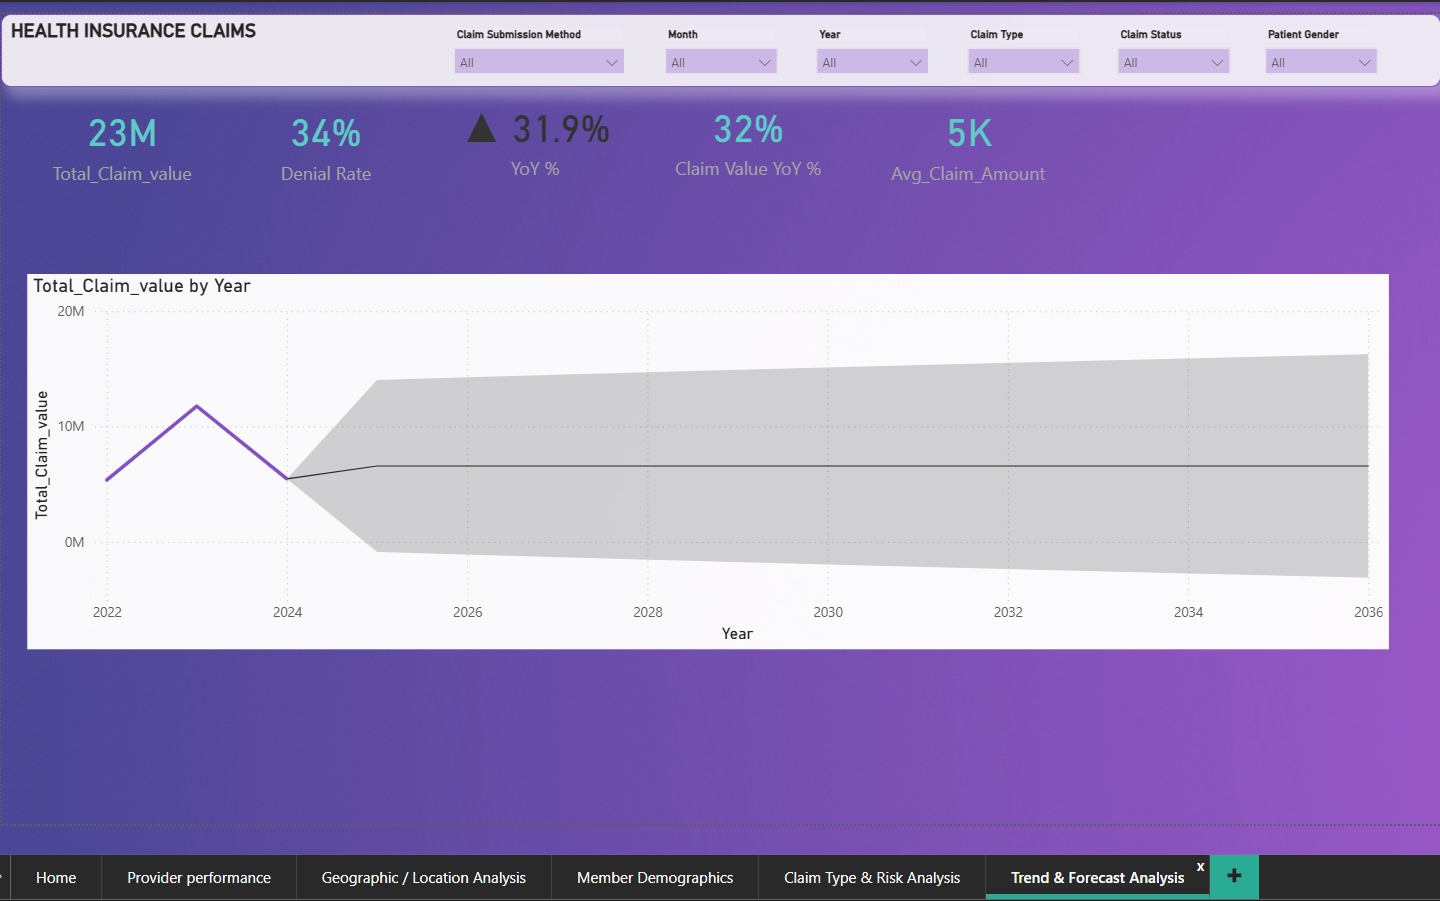 HEALTH INSURANCE CLAIMS
Claim Submission Method
All
Month
All
Year
All
Claim Type
All
Claim Status
All
Patient Gender
All
23M
Total_Claim_value
34%
Denial Rate
▲ 31.9%
YoY %
32%
Claim Value YoY %
5K
Avg_Claim_Amount
Total_Claim_value by Year
20M
10M
0M
Total_Claim_value
2022 2024 2026 2028 2030 2032 2034 2036
Year
Home
Provider performance
Geographic / Location Analysis
Member Demographics
Claim Type & Risk Analysis
Trend & Forecast Analysis
x
+